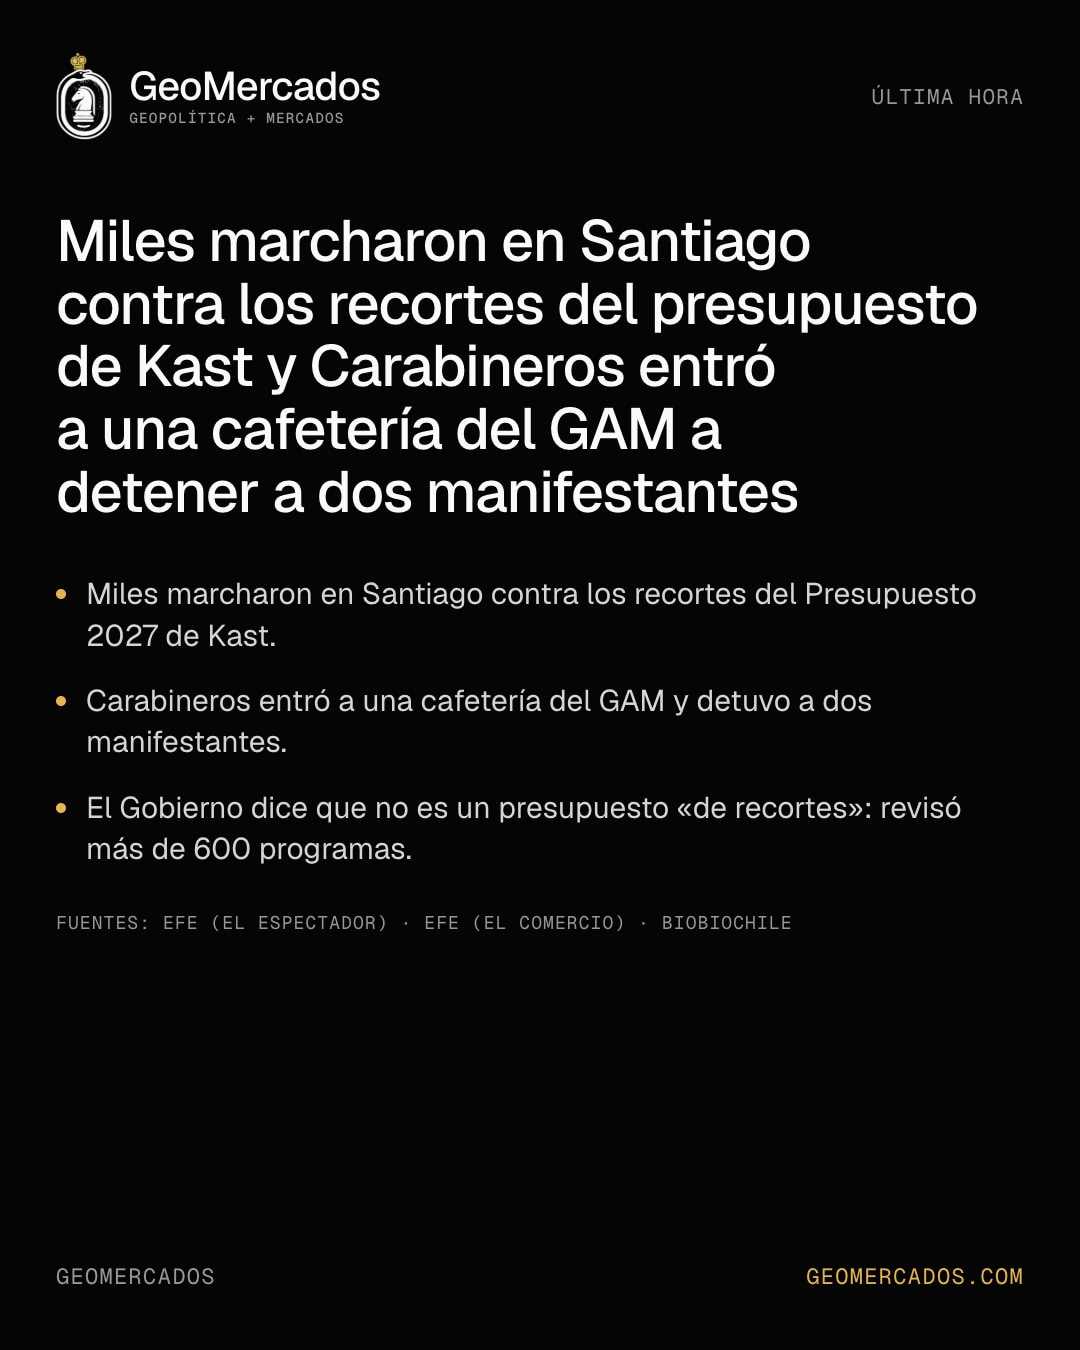 GeoMercados
GEOPOLÍTICA + MERCADOS
ÚLTIMA HORA
Miles marcharon en Santiago
contra los recortes del presupuesto
de Kast y Carabineros entró
a una cafetería del GAM a
detener a dos manifestantes
• Miles marcharon en Santiago contra los recortes del Presupuesto
2027 de Kast.
• Carabineros entró a una cafetería del GAM y detuvo a dos
manifestantes.
• El Gobierno dice que no es un presupuesto «de recortes»: revisó
más de 600 programas.
FUENTES: EFE (EL ESPECTADOR) · EFE (EL COMERCIO) · BIOBIOCHILE
GEOMERCADOS
GEOMERCADOS.COM